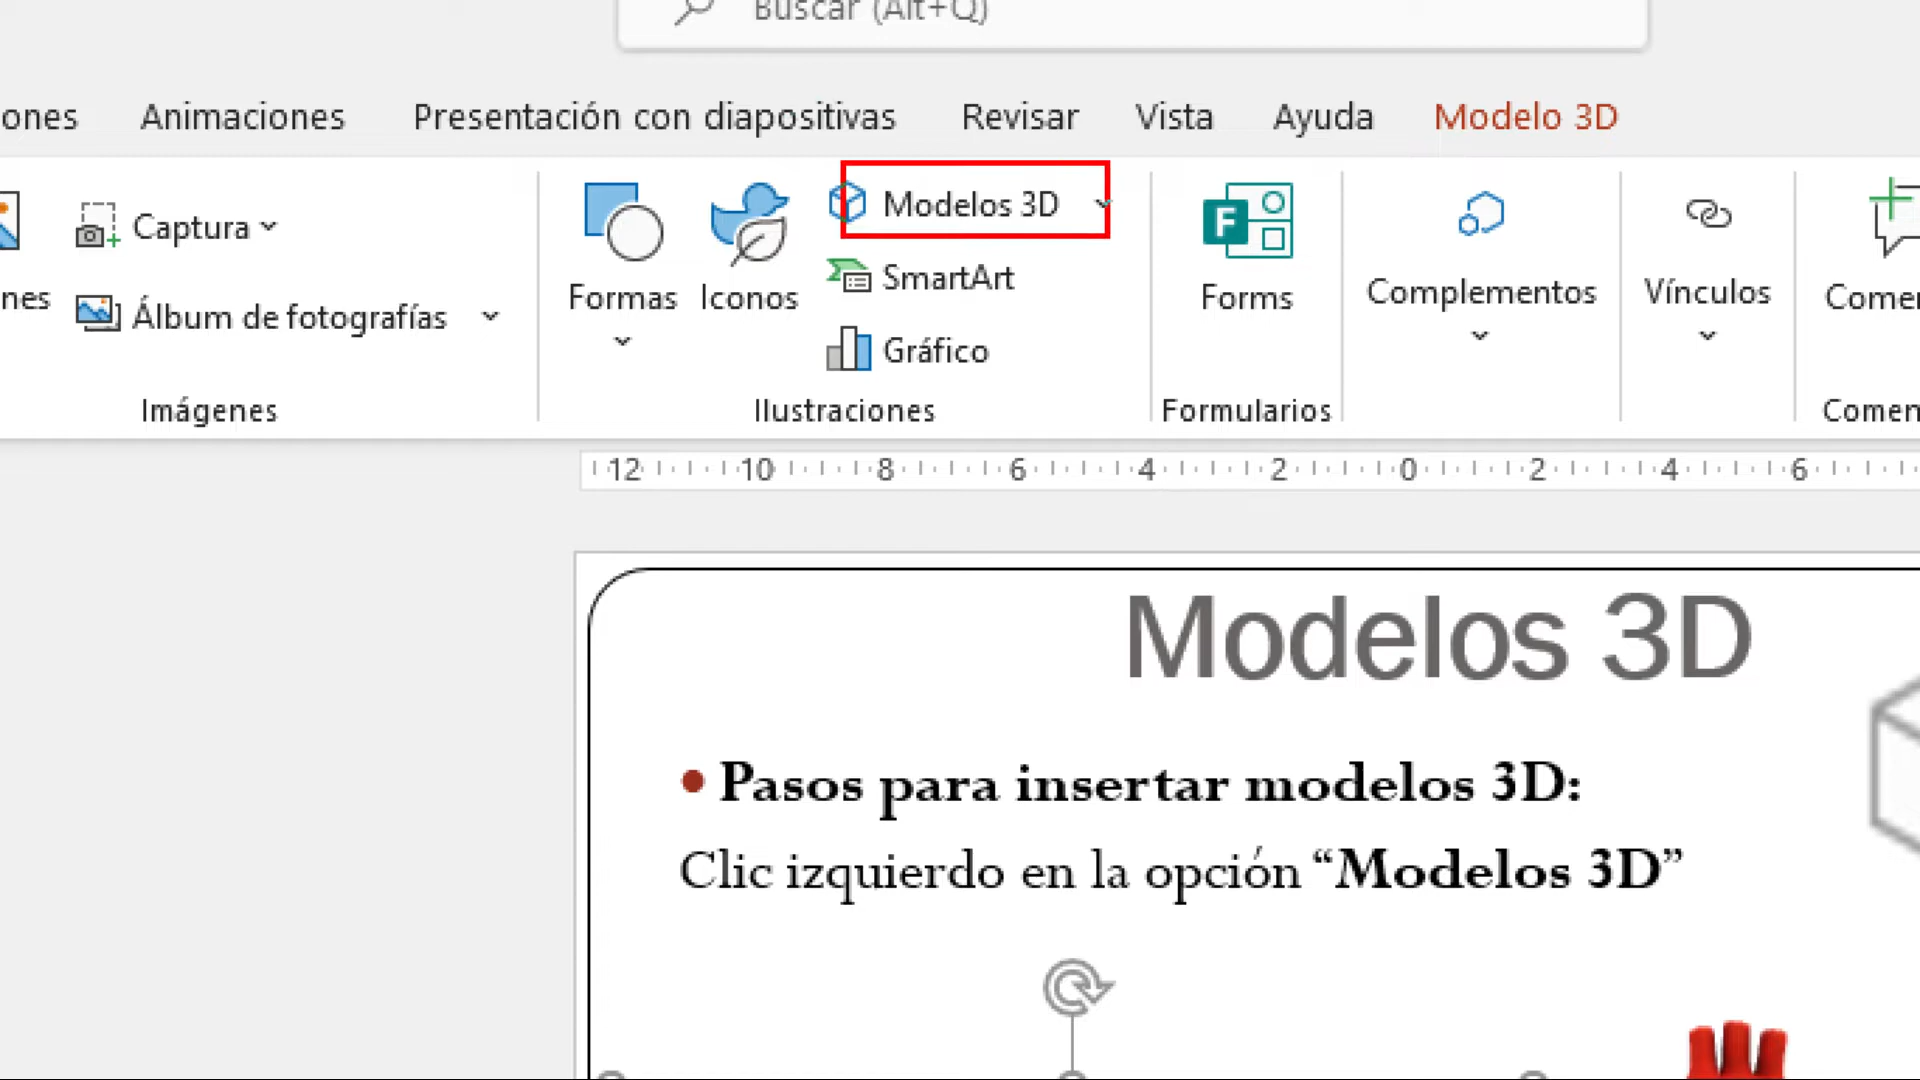 Buscar (Alt+Q)
ones Animaciones Presentación con diapositivas Revisar Vista Ayuda Modelo 3D
Captura
Álbum de fotografías
nes
Imágenes
Formas
Iconos
Modelos 3D
SmartArt
Gráfico
Ilustraciones
Forms
Formularios
Complementos
Vínculos
Comen
Comen
12 10 8 6 4 2 0 2 4 6
Modelos 3D
• Pasos para insertar modelos 3D:
Clic izquierdo en la opción “Modelos 3D”